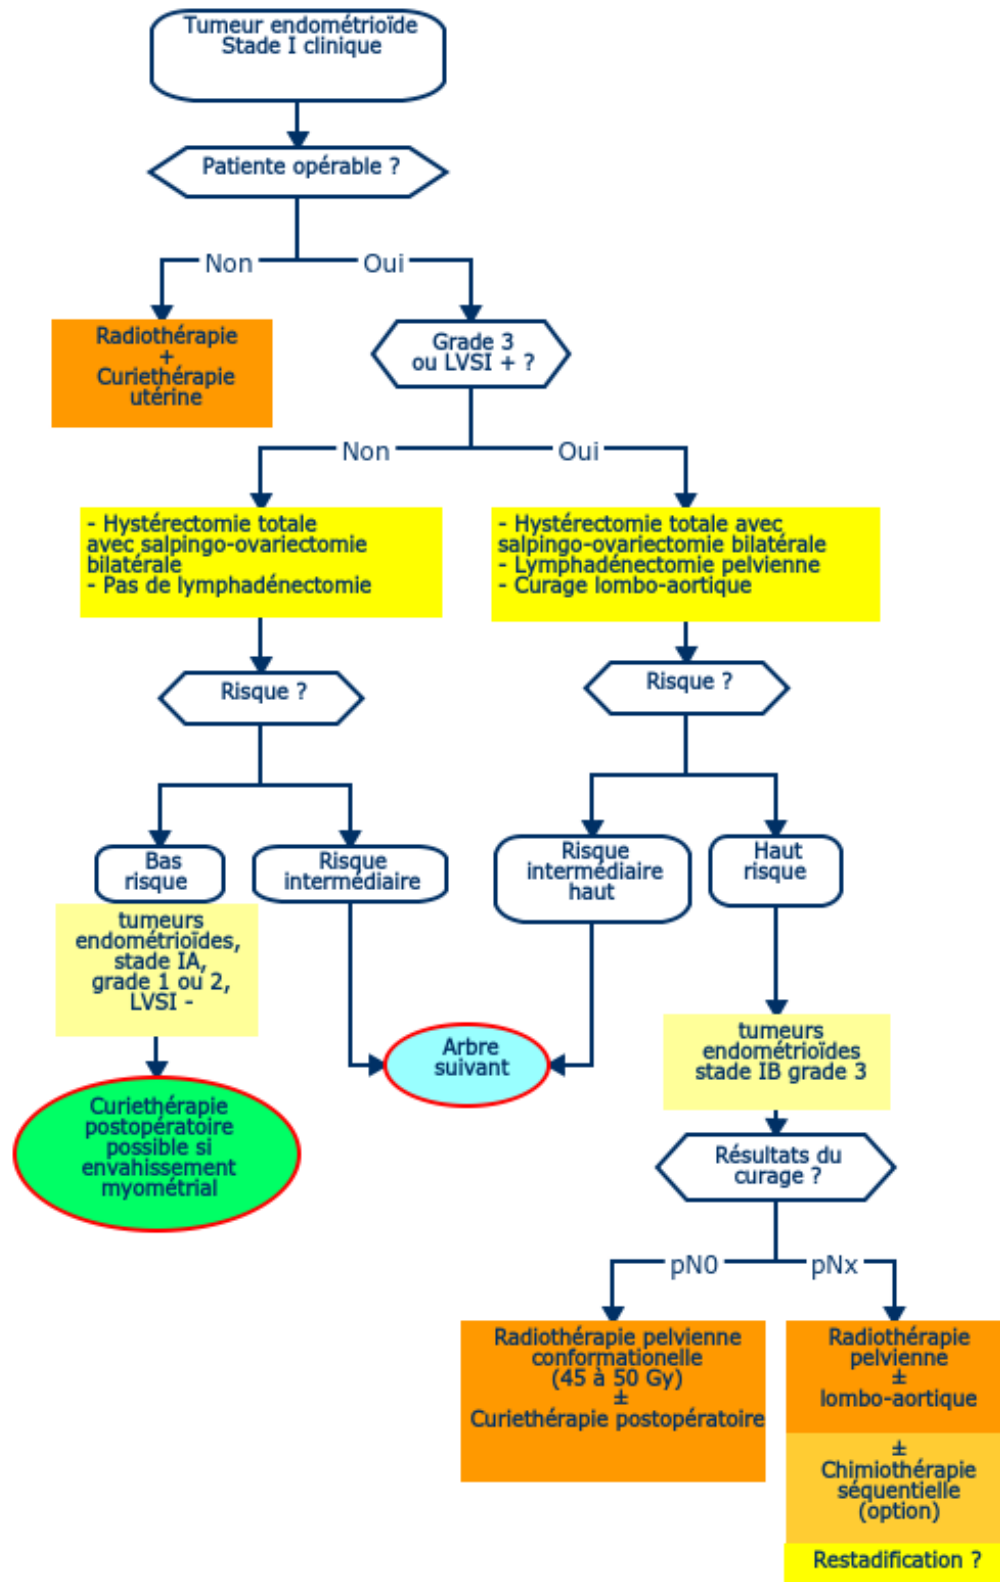 Tumeur endométrioïde
Stade I clinique
Patiente opérable ?
Non
Oui
Radiothérapie
+
Curiethérapie
utérine
Grade 3
ou LVSI + ?
Non
Oui
- Hystérectomie totale
avec salpingo-ovariectomie
bilatérale
- Pas de lymphadénectomie
- Hystérectomie totale avec
salpingo-ovariectomie bilatérale
- Lymphadénectomie pelvienne
- Curage lombo-aortique
Risque ?
Risque ?
Bas
risque
Risque
intermédiaire
Risque
intermédiaire
haut
Haut
risque
tumeurs
endométrioïdes,
stade IA,
grade 1 ou 2,
LVSI -
Arbre
suivant
tumeurs
endométrioïdes
stade IB grade 3
Curiethérapie
postopératoire
possible si
envahissement
myométrial
Résultats du
curage ?
pN0
pNx
Radiothérapie pelvienne
conformationelle
(45 à 50 Gy)
±
Curiethérapie postopératoire
Radiothérapie
pelvienne
±
lombo-aortique
±
Chimiothérapie
séquentielle
(option)
Restadification ?